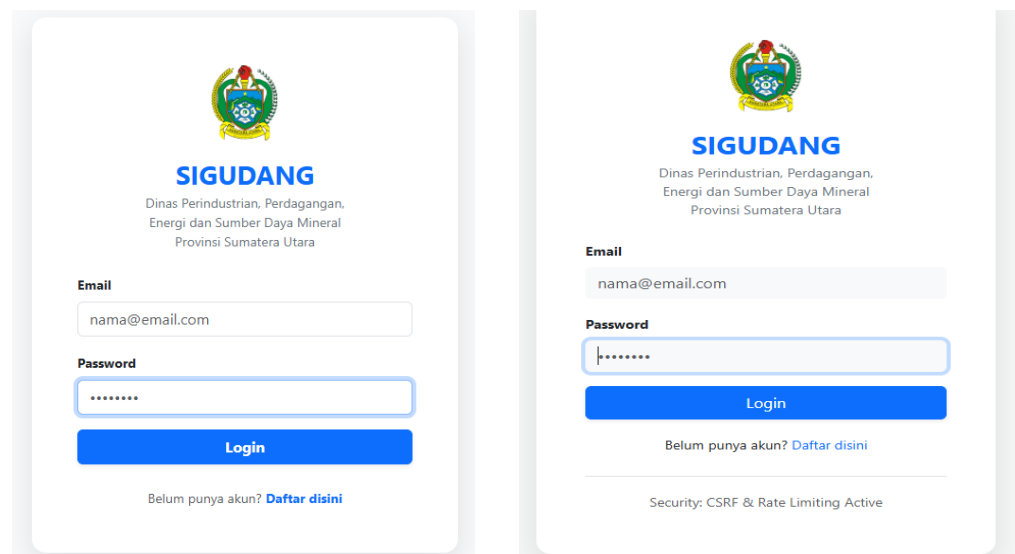 SIGUDANG
Dinas Perindustrian, Perdagangan,
Energi dan Sumber Daya Mineral
Provinsi Sumatera Utara
Email
nama@email.com
Password
••••••••
Login
Belum punya akun? Daftar disini
SIGUDANG
Dinas Perindustrian, Perdagangan,
Energi dan Sumber Daya Mineral
Provinsi Sumatera Utara
Email
nama@email.com
Password
••••••••
Login
Belum punya akun? Daftar disini
Security: CSRF & Rate Limiting Active